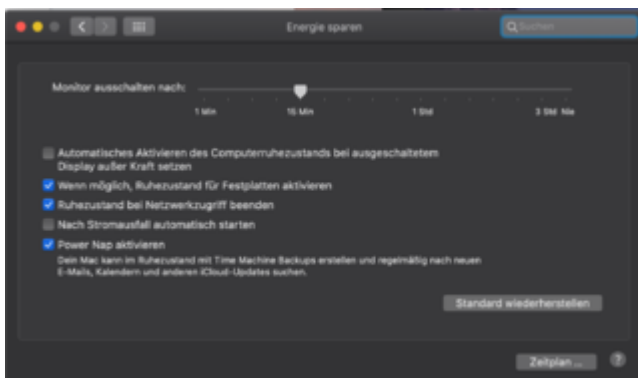 Energie sparen
Suchen
Monitor ausschalten nach:
1 Min
15 Min
1 Std
3 Std
Nie
Automatisches Aktivieren des Computerruhezustands bei ausgeschaltetem
Display außer Kraft setzen
Wenn möglich, Ruhezustand für Festplatten aktivieren
Ruhezustand bei Netzwerkzugriff beenden
Nach Stromausfall automatisch starten
Power Nap aktivieren
Dein Mac kann im Ruhezustand mit Time Machine Backups erstellen und regelmäßig nach neuen
E-Mails, Kalendern und anderen iCloud-Updates suchen.
Standard wiederherstellen
Zeitplan ...
?